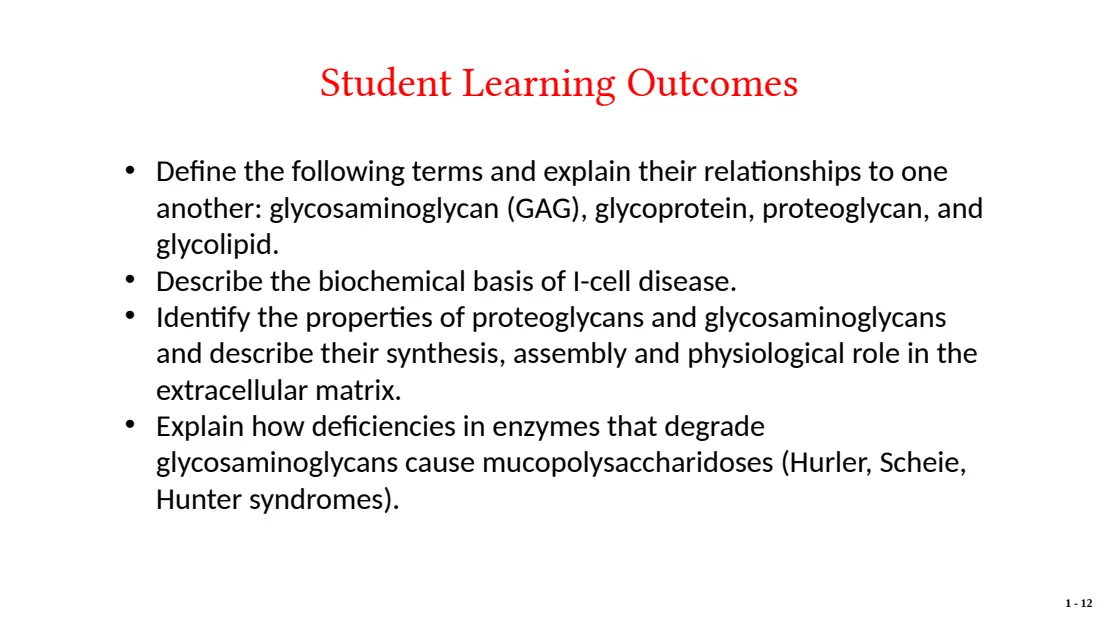 Student Learning Outcomes
• Define the following terms and explain their relationships to one
another: glycosaminoglycan (GAG), glycoprotein, proteoglycan, and
glycolipid.
• Describe the biochemical basis of I-cell disease.
• Identify the properties of proteoglycans and glycosaminoglycans
and describe their synthesis, assembly and physiological role in the
extracellular matrix.
• Explain how deficiencies in enzymes that degrade
glycosaminoglycans cause mucopolysaccharidoses (Hurler, Scheie,
Hunter syndromes).
1 - 12